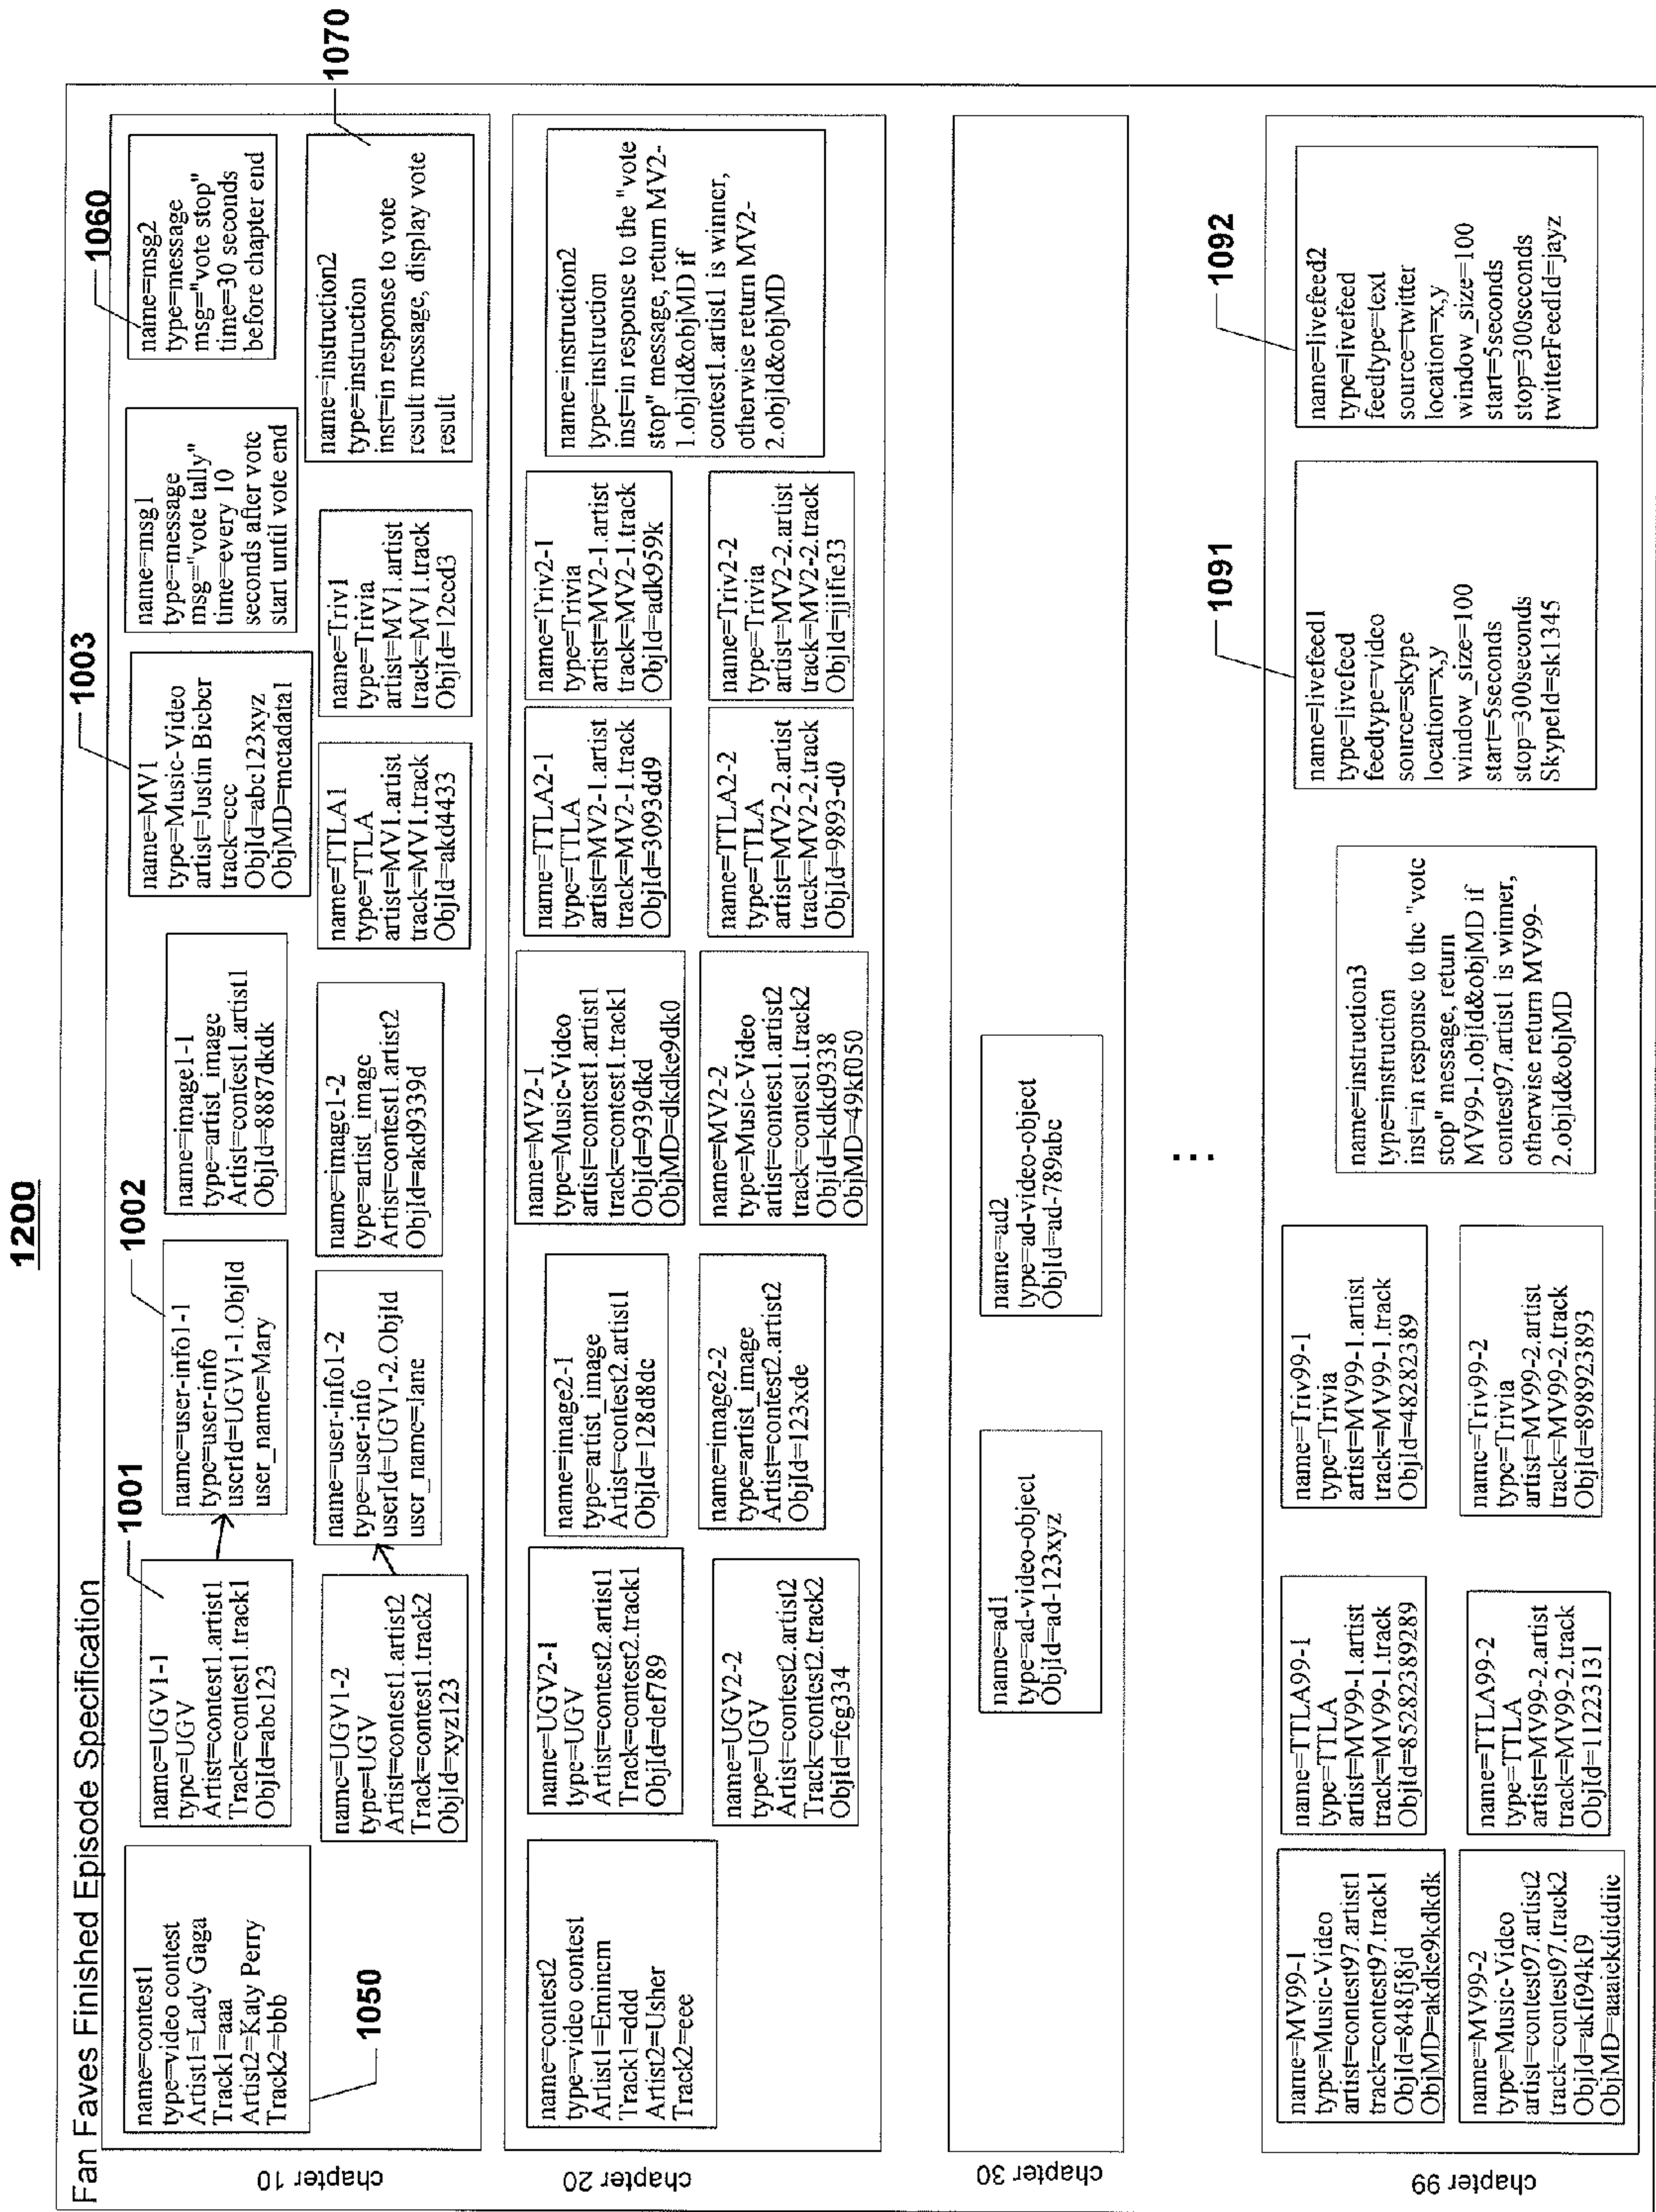 1200
Fan Faves Finished Episode Specification
chapter 10
name=contest1
type=video contest
Artist1=Lady Gaga
Track1=aaa
Artist2=Katy Perry
Track2=bbb
1050
name=UGV1-1
type=UGV
Artist=contest1.artist1
Track=contest1.track1
ObjId=abc123
1001
name=UGV1-2
type=UGV
Artist=contest1.artist2
Track=contest1.track2
ObjId=xyz123
name=user-info1-1
type=user-info
userId=UGV1-1.ObjId
user_name=Mary
1002
name=user-info1-2
type=user-info
userId=UGV1-2.ObjId
user_name=Jane
name=image1-1
type=artist_image
Artist=contest1.artist1
ObjId=8887dkdk
name=image1-2
type=artist_image
Artist=contest1.artist2
ObjId=akd9339d
name=MV1
type=Music-Video
artist=Justin Bieber
track=ccc
ObjId=abc123xyz
ObjMD=metadata1
1003
name=TTLA1
type=TTLA
artist=MV1.artist
track=MV1.track
ObjId=akd4433
name=msg1
type=message
msg="vote tally"
time=every 10
seconds after vote
start until vote end
name=Triv1
type=Trivia
artist=MV1.artist
track=MV1.track
ObjId=12ccd3
name=msg2
type=message
msg="vote stop"
time=30 seconds
before chapter end
1060
name=instruction2
type=instruction
inst=in response to vote
result message, display vote
result
1070
chapter 20
name=contest2
type=video contest
Artist1=Eminem
Track1=ddd
Artist2=Usher
Track2=eee
name=UGV2-1
type=UGV
Artist=contest2.artist1
Track=contest2.track1
ObjId=def789
name=UGV2-2
type=UGV
Artist=contest2.artist2
Track=contest2.track2
ObjId=fcg334
name=image2-1
type=artist_image
Artist=contest2.artist1
ObjId=128d8dc
name=image2-2
type=artist_image
Artist=contest2.artist2
ObjId=123xde
name=MV2-1
type=Music-Video
artist=contest1.artist1
track=contest1.track1
ObjId=939dkd
ObjMD=dkdke9dk0
name=MV2-2
type=Music-Video
artist=contest1.artist2
track=contest1.track2
ObjId=kdkd9338
ObjMD=49kf050
name=TTLA2-1
type=TTLA
artist=MV2-1.artist
track=MV2-1.track
ObjId=3093dd9
name=TTLA2-2
type=TTLA
artist=MV2-2.artist
track=MV2-2.track
ObjId=9893-d0
name=Triv2-1
type=Trivia
artist=MV2-1.artist
track=MV2-1.track
ObjId=adk959k
name=Triv2-2
type=Trivia
artist=MV2-2.artist
track=MV2-2.track
ObjId=jjifie33
name=instruction2
type=instruction
inst=in response to the "vote
stop" message, return MV2-
1.objId&objMD if
contest1.artist1 is winner,
otherwise return MV2-
2.objId&objMD
chapter 30
name=ad1
type=ad-video-object
ObjId=ad-123xyz
name=ad2
type=ad-video-object
ObjId=ad-789abc
...
chapter 99
name=MV99-1
type=Music-Video
artist=contest97.artist1
track=contest97.track1
ObjId=848fj8jd
ObjMD=akdke9kdkdk
name=MV99-2
type=Music-Video
artist=contest97.artist2
track=contest97.track2
ObjId=akfi94kf9
ObjMD=aaaiekdidddiie
name=TTLA99-1
type=TTLA
artist=MV99-1.artist
track=MV99-1.track
ObjId=85282389289
name=TTLA99-2
type=TTLA
artist=MV99-2.artist
track=MV99-2.track
ObjId=11223131
name=Triv99-1
type=Trivia
artist=MV99-1.artist
track=MV99-1.track
ObjId=48282389
name=Triv99-2
type=Trivia
artist=MV99-2.artist
track=MV99-2.track
ObjId=898923893
name=instruction3
type=instruction
inst=in response to the "vote
stop" message, return
MV99-1.objId&objMD if
contest97.artist1 is winner,
otherwise return MV99-
2.objId&objMD
name=livefeed1
type=livefeed
feedtype=video
source=skype
location=x,y
window_size=100
start=5seconds
stop=300seconds
SkypeId=sk1345
1091
name=livefeed2
type=livefeed
feedtype=text
source=twitter
location=x,y
window_size=100
start=5seconds
stop=300seconds
twitterFeedId=jayz
1092